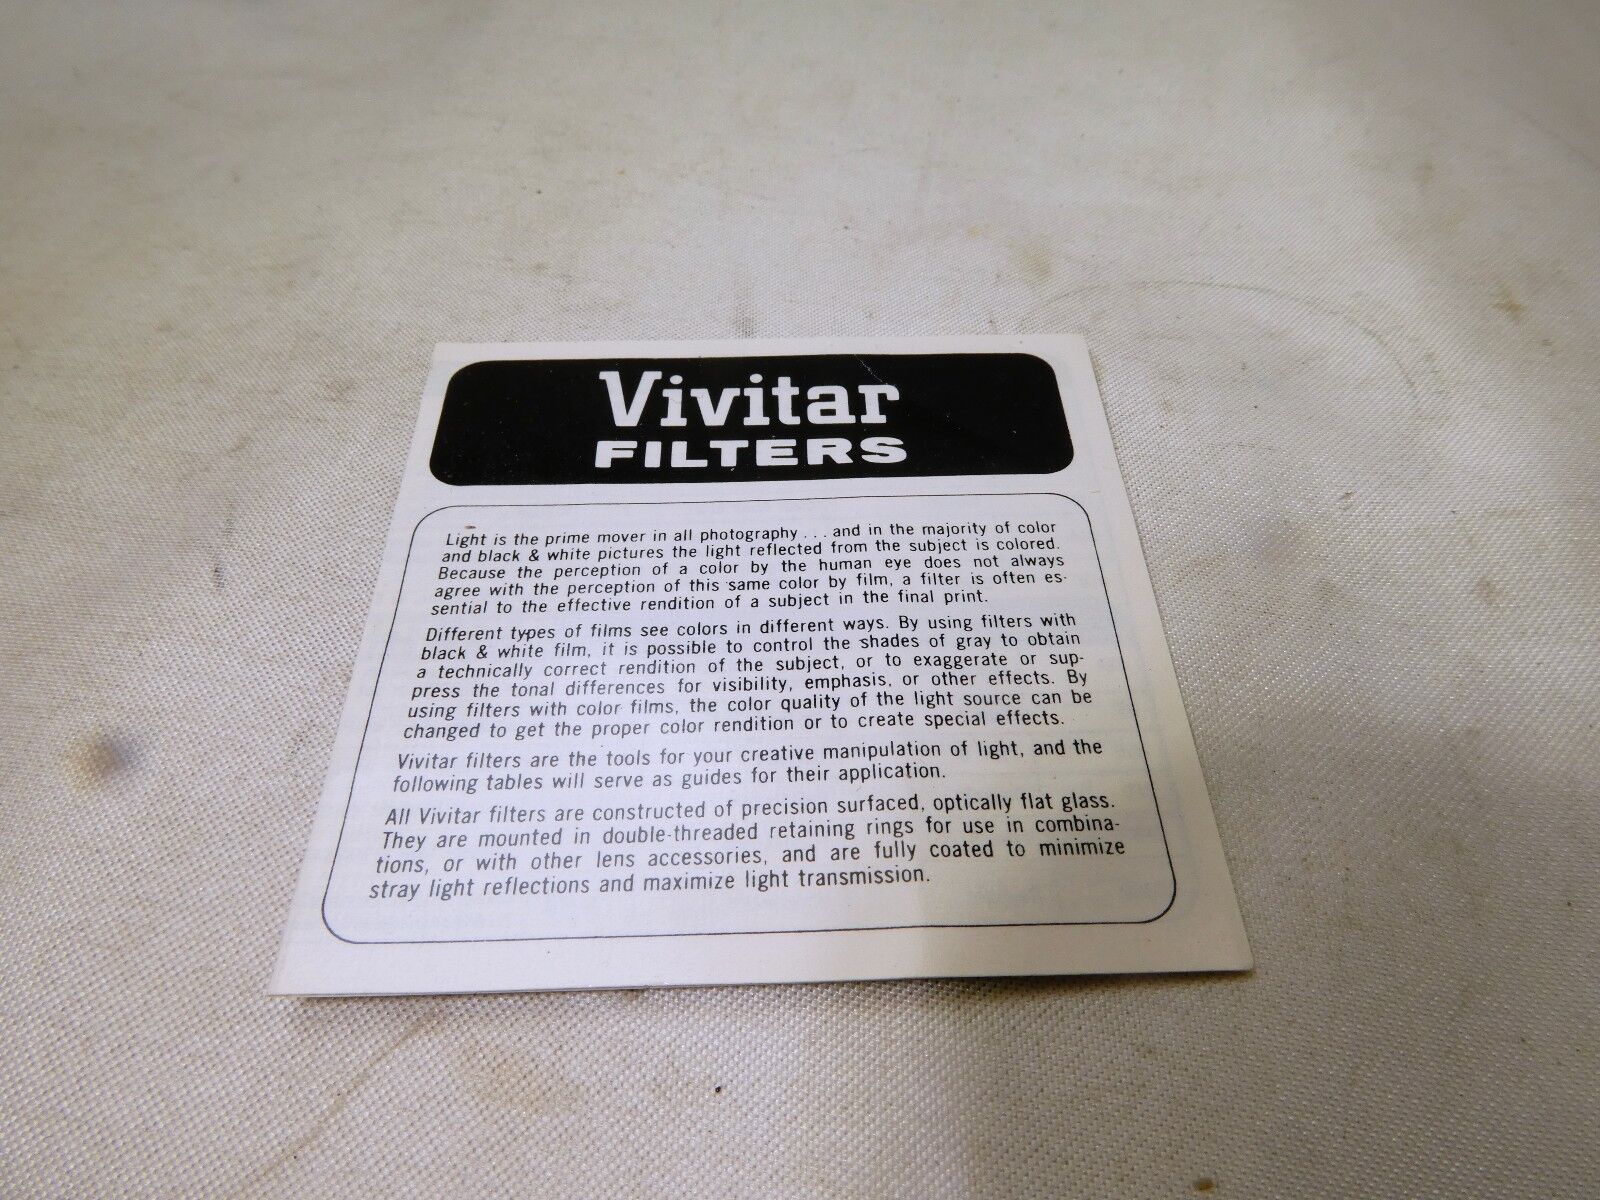 Vivitar
FILTERS
Light is the prime mover in all photography . . . and in the majority of color
and black & white pictures the light reflected from the subject is colored.
Because the perception of a color by the human eye does not always
agree with the perception of this same color by film, a filter is often es-
sential to the effective rendition of a subject in the final print.
Different types of films see colors in different ways. By using filters with
black & white film, it is possible to control the shades of gray to obtain
a technically correct rendition of the subject, or to exaggerate or sup-
press the tonal differences for visibility, emphasis, or other effects. By
using filters with color films, the color quality of the light source can be
changed to get the proper color rendition or to create special effects.
Vivitar filters are the tools for your creative manipulation of light, and the
following tables will serve as guides for their application.
All Vivitar filters are constructed of precision surfaced, optically flat glass.
They are mounted in double-threaded retaining rings for use in combina-
tions, or with other lens accessories, and are fully coated to minimize
stray light reflections and maximize light transmission.